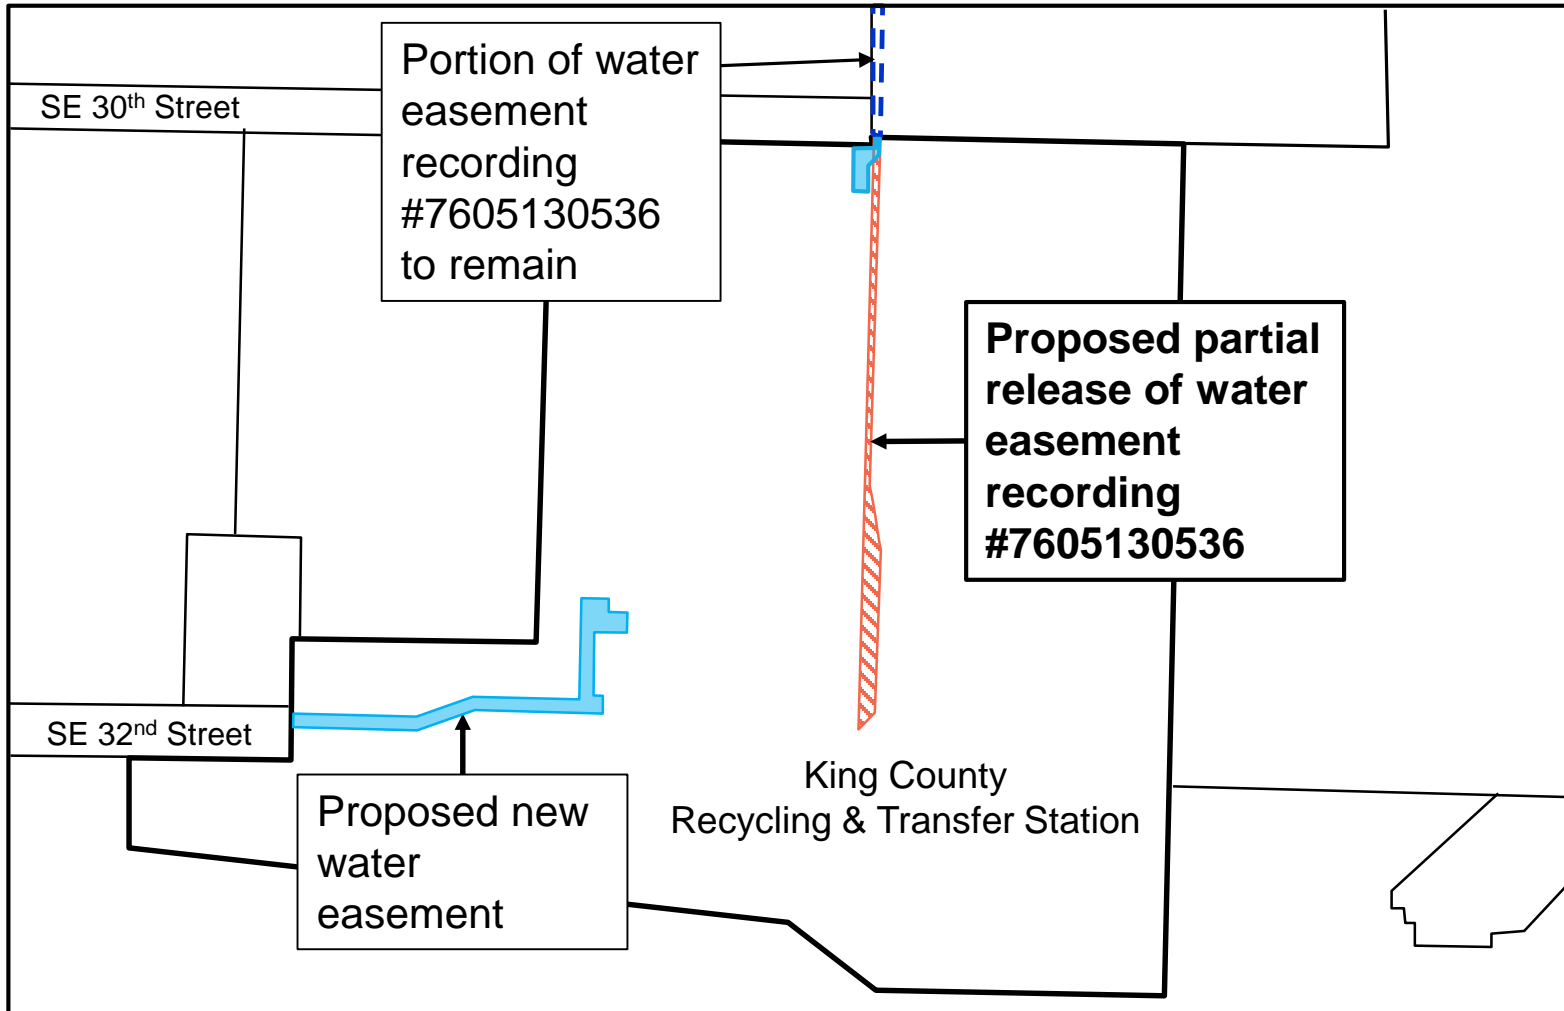 Portion of water
easement
recording
#7605130536
to remain
SE 30th Street
Proposed partial
release of water
easement
recording
#7605130536
SE 32nd Street
Proposed new
water
easement
King County
Recycling & Transfer Station